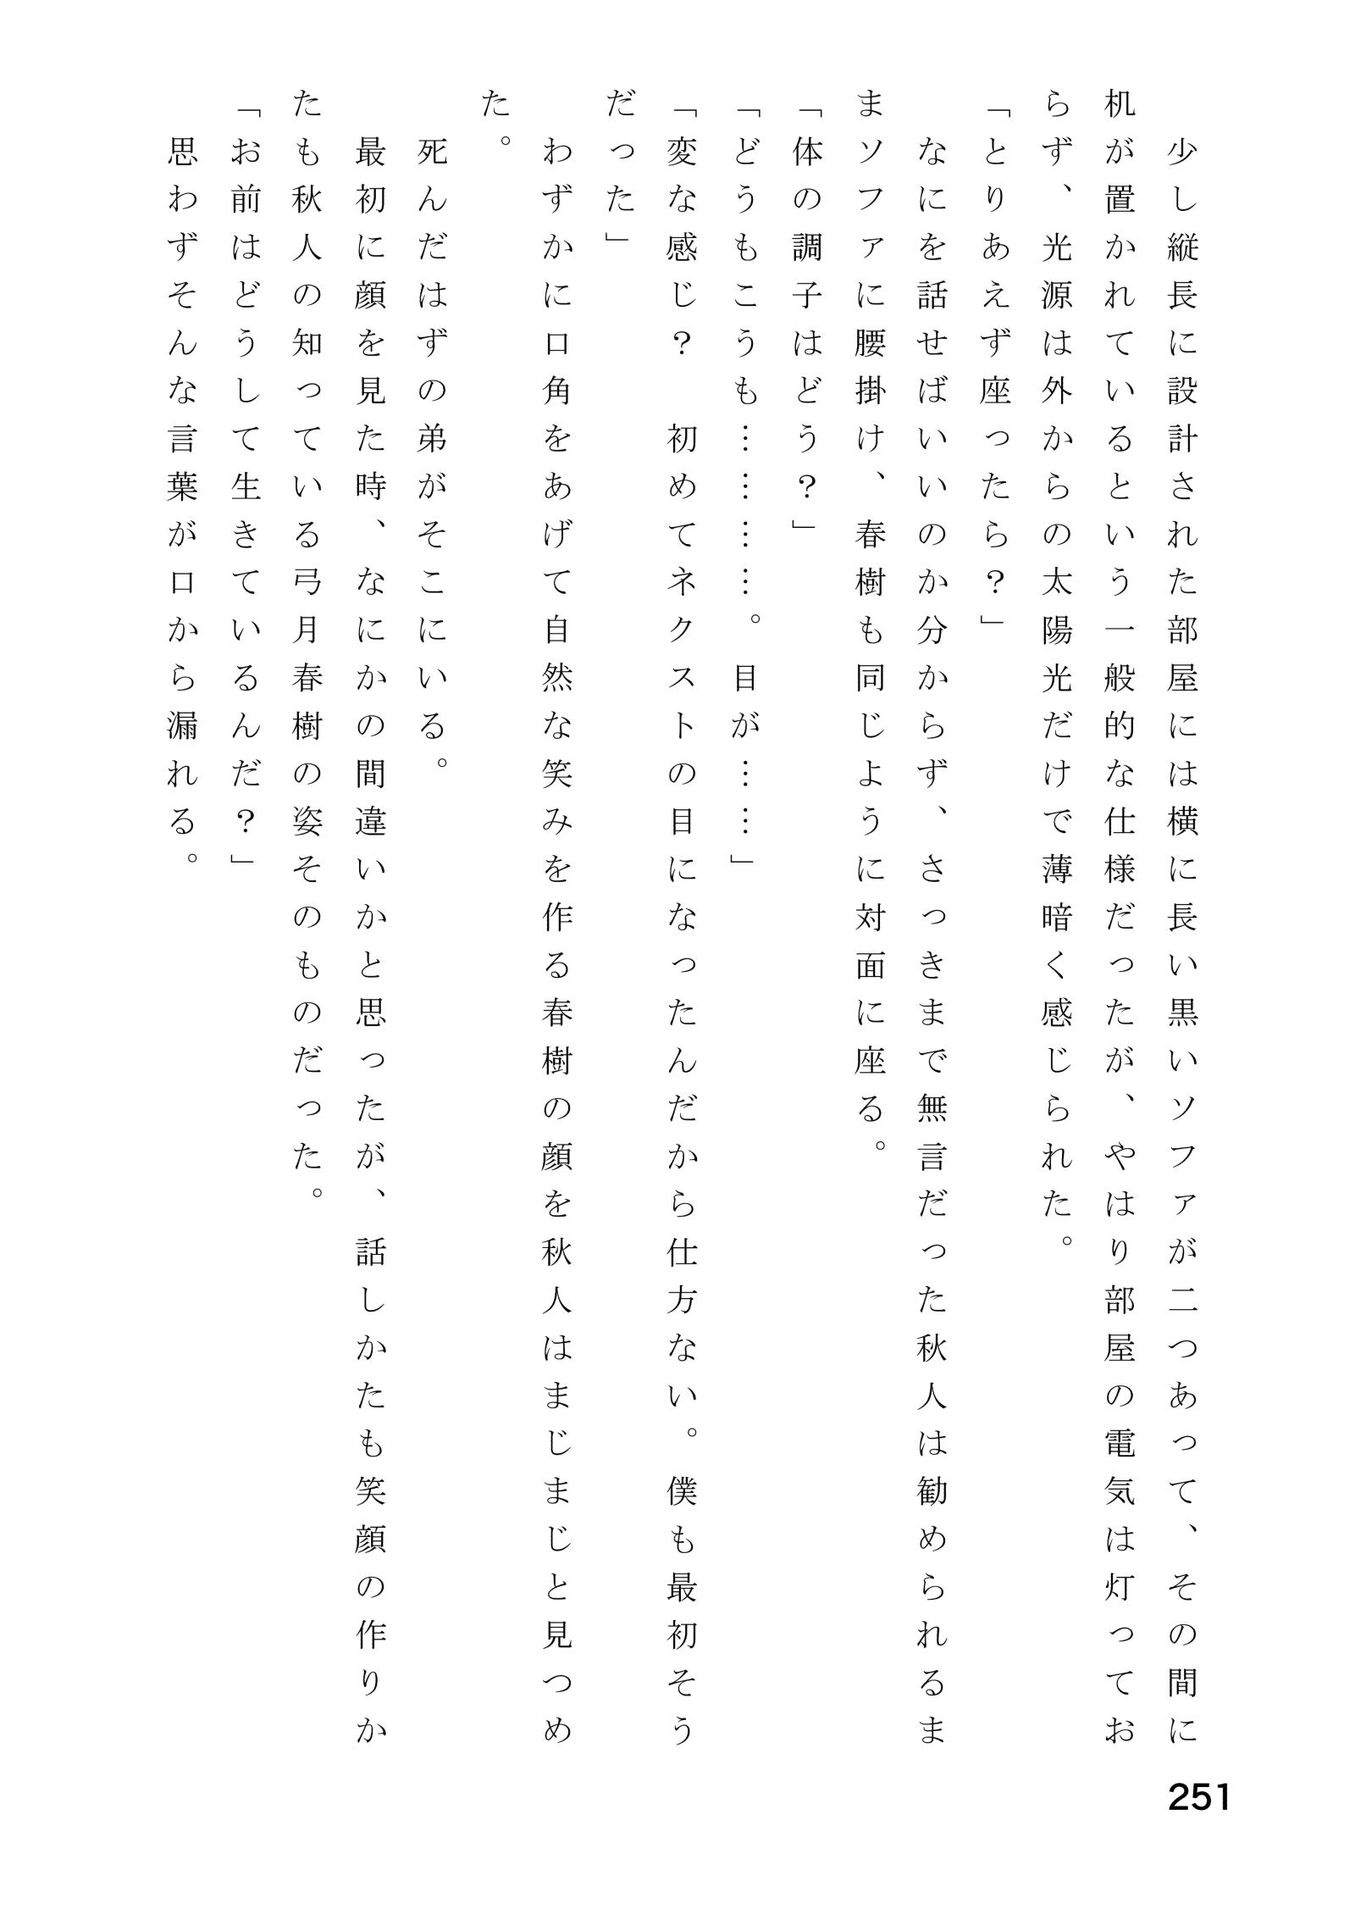 少し縦長に設計された部屋には横に長い黒いソファが二つあって、その間に
机が置かれているという一般的な仕様だったが、やはり部屋の電気は灯ってお
らず、光源は外からの太陽光だけで薄暗く感じられた。
「とりあえず座ったら？」
　なにを話せばいいのか分からず、さっきまで無言だった秋人は勧められるま
まソファに腰掛け、春樹も同じように対面に座る。
「体の調子はどう？」
「どうもこうも…………。目が……」
「変な感じ？　初めてネクストの目になったんだから仕方ない。僕も最初そう
だった」
　わずかに口角をあげて自然な笑みを作る春樹の顔を秋人はまじまじと見つめ
た。
　死んだはずの弟がそこにいる。
　最初に顔を見た時、なにかの間違いかと思ったが、話しかたも笑顔の作りか
たも秋人の知っている弓月春樹の姿そのものだった。
「お前はどうして生きているんだ？」
　思わずそんな言葉が口から漏れる。
251